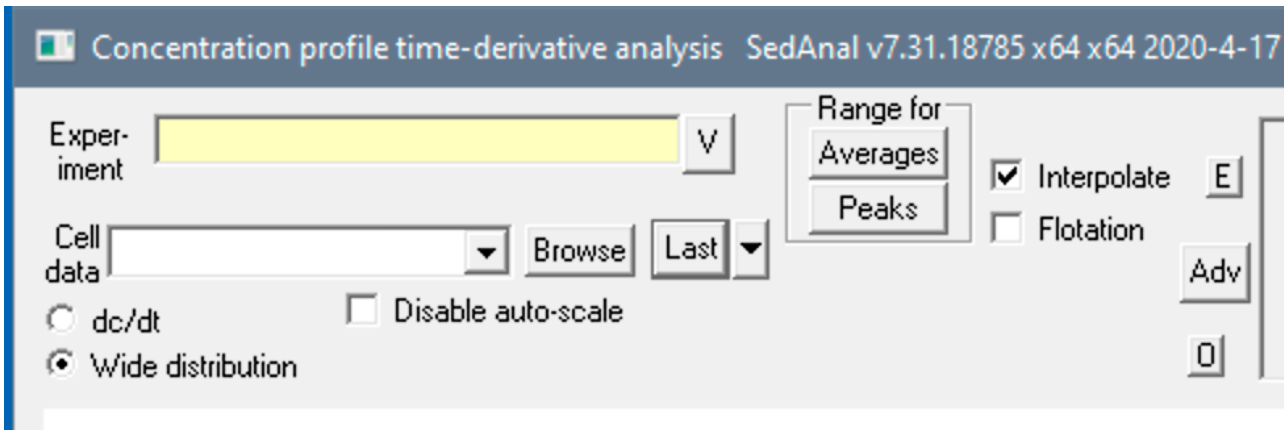 Concentration profile time-derivative analysis SedAnal v7.31.18785 x64 x64 2020-4-17
Exper-
iment
V
Range for
Averages
Peaks
Interpolate
E
Flotation
Cell
data
Browse
Last
Adv
dc/dt
Disable auto-scale
Wide distribution
O